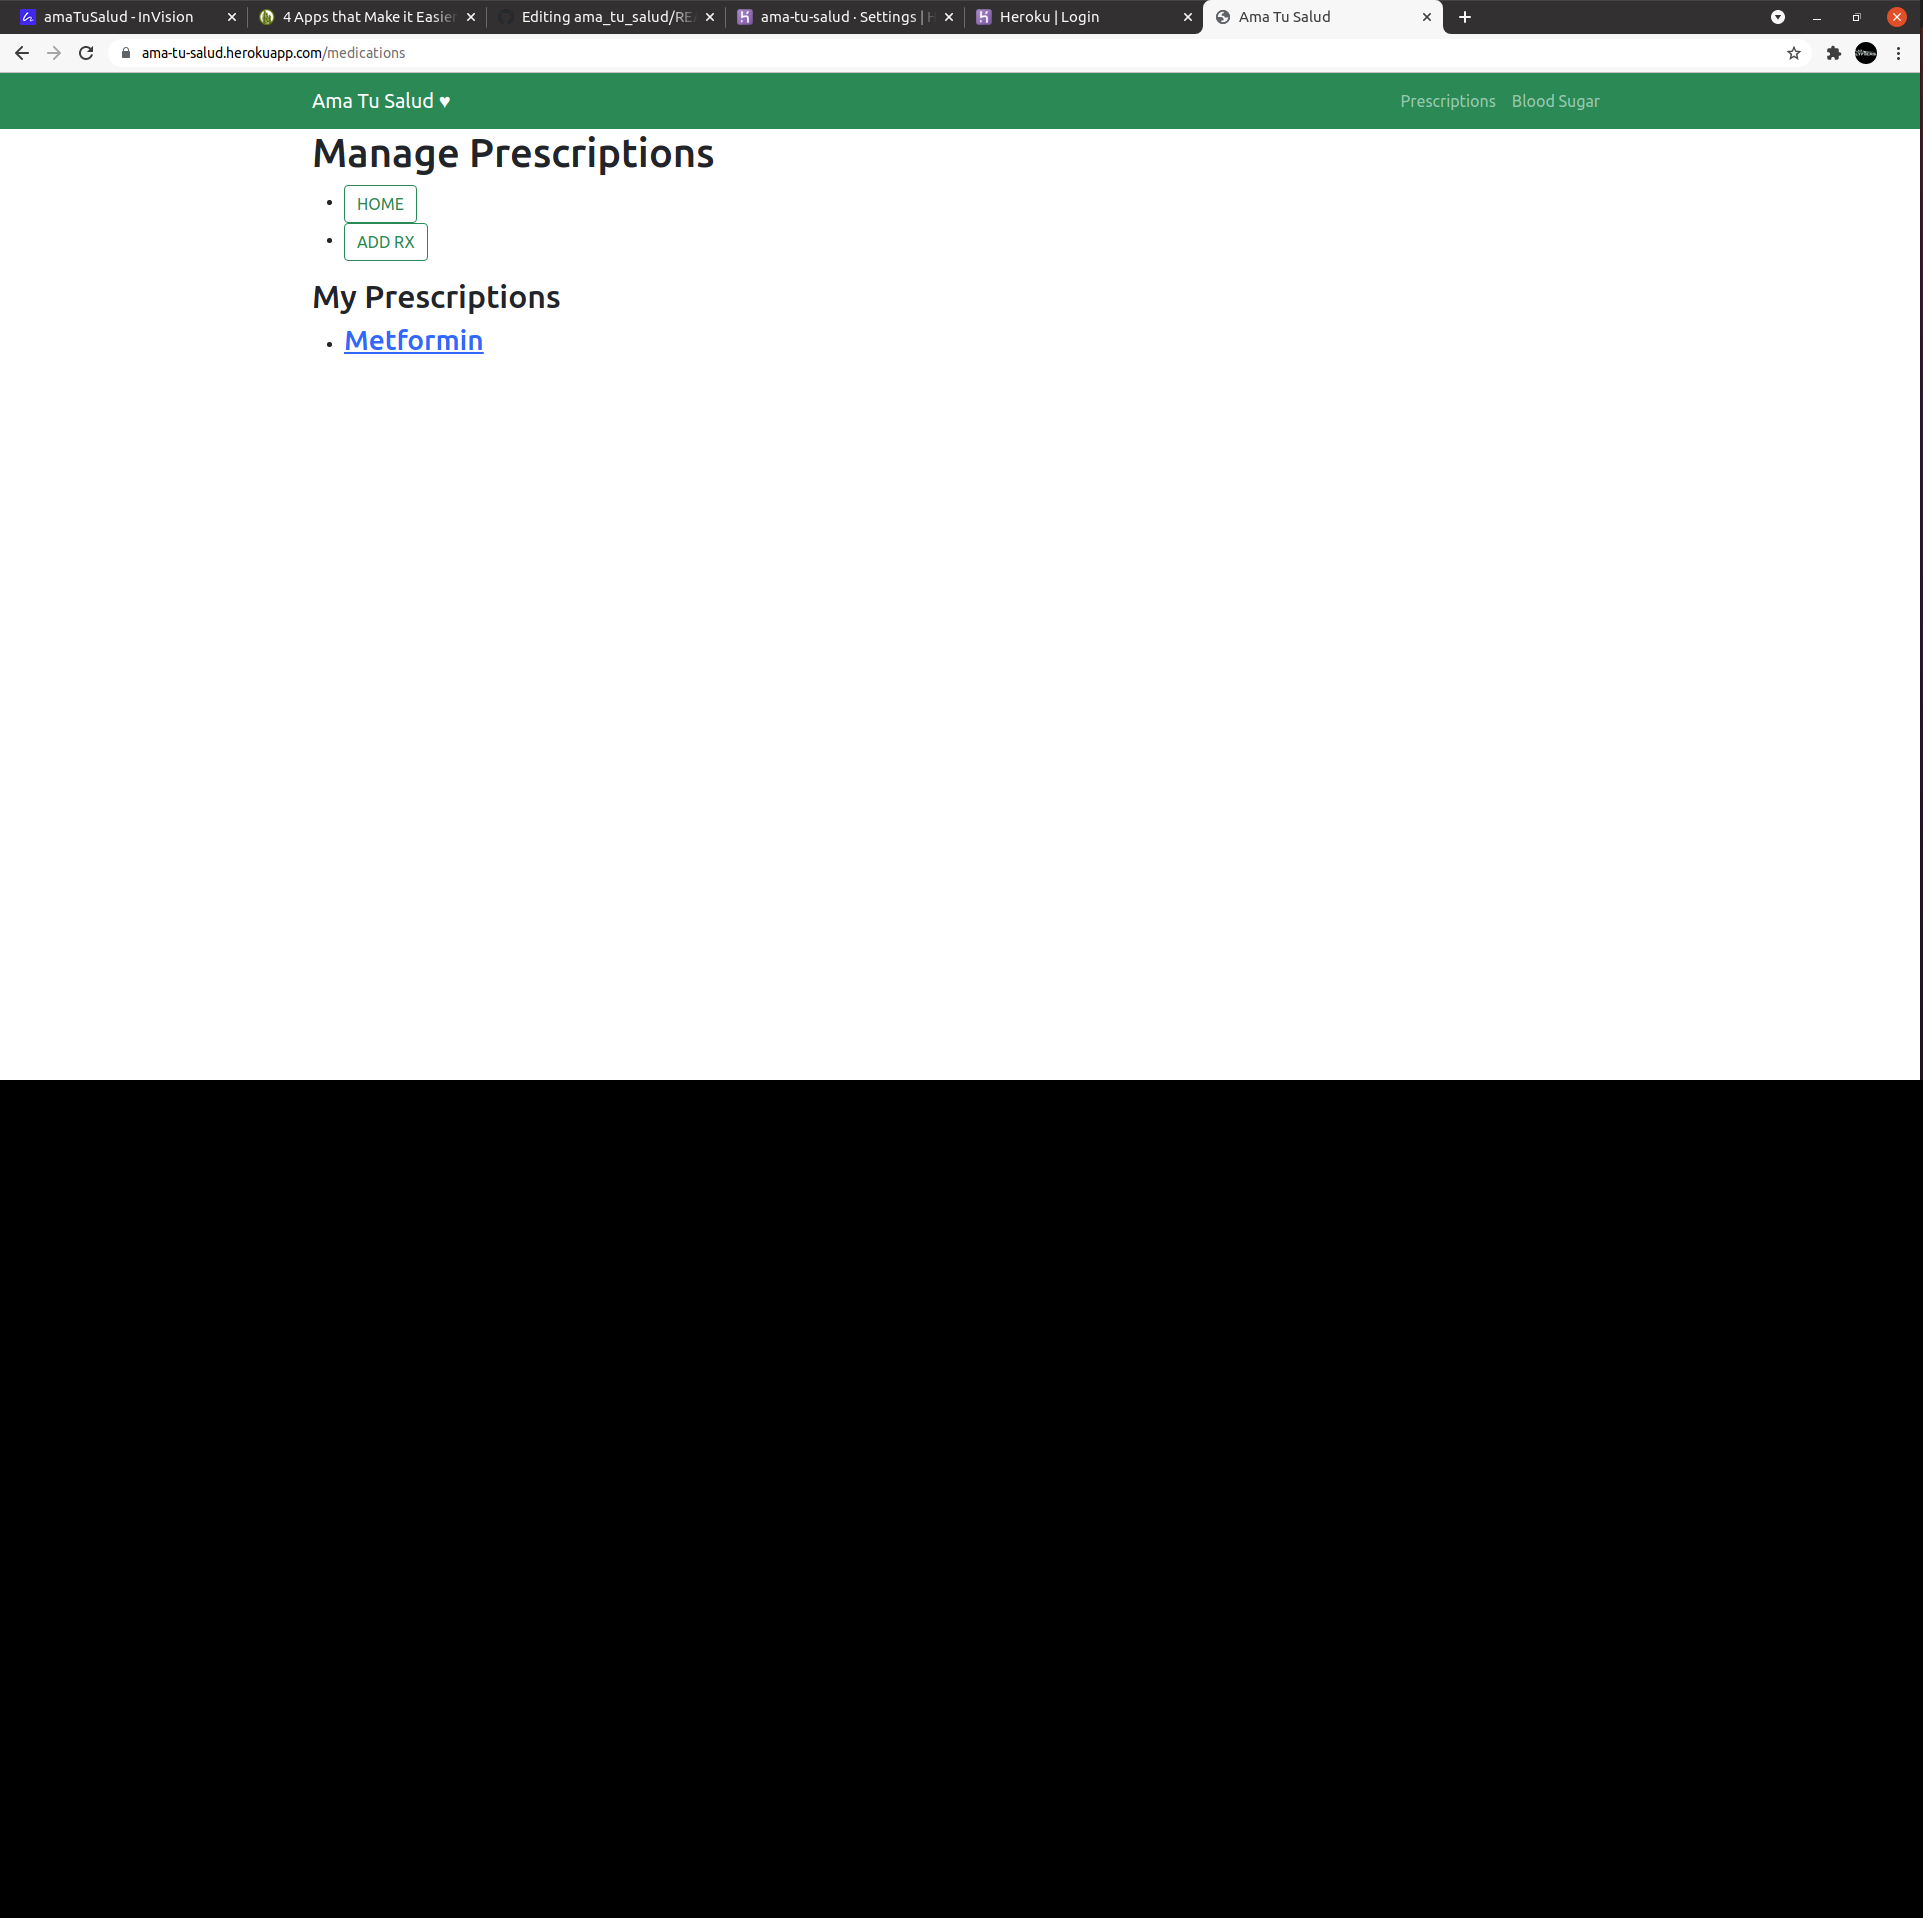 amaTuSalud - InVision
4 Apps that Make it Easier
Editing ama_tu_salud/REA
ama-tu-salud · Settings | H
Heroku | Login
Ama Tu Salud
ama-tu-salud.herokuapp.com/medications
Ama Tu Salud ♥
Prescriptions
Blood Sugar
Manage Prescriptions
HOME
ADD RX
My Prescriptions
Metformin